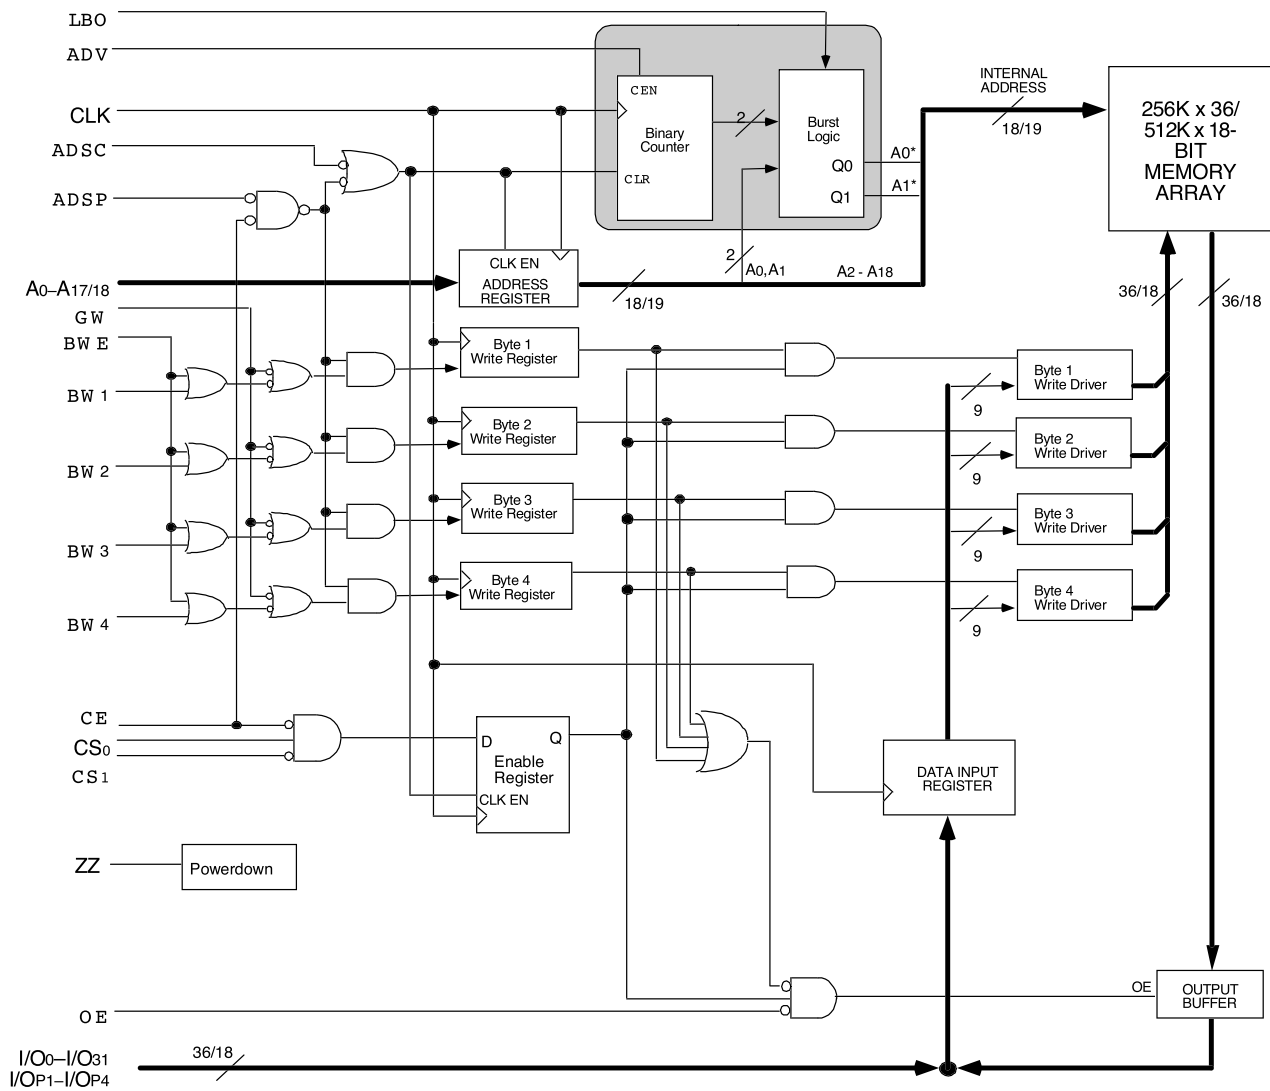 LBO
ADV
CLK
ADSC
ADSP
A0–A17/18
GW
BWE
BW1
BW2
BW3
BW4
CE
CS0
CS1
ZZ
Powerdown
OE
I/O0–I/O31
I/OP1–I/OP4
36/18
CEN
Binary
Counter
CLR
2
Burst
Logic
Q0
Q1
A0*
A1*
2
A0,A1
A2 - A18
INTERNAL
ADDRESS
18/19
256K x 36/
512K x 18-
BIT
MEMORY
ARRAY
CLK EN
ADDRESS
REGISTER
18/19
36/18
36/18
Byte 1
Write Register
Byte 2
Write Register
Byte 3
Write Register
Byte 4
Write Register
Byte 1
Write Driver
9
Byte 2
Write Driver
9
Byte 3
Write Driver
9
Byte 4
Write Driver
9
D
Q
Enable
Register
CLK EN
DATA INPUT
REGISTER
OE
OUTPUT
BUFFER